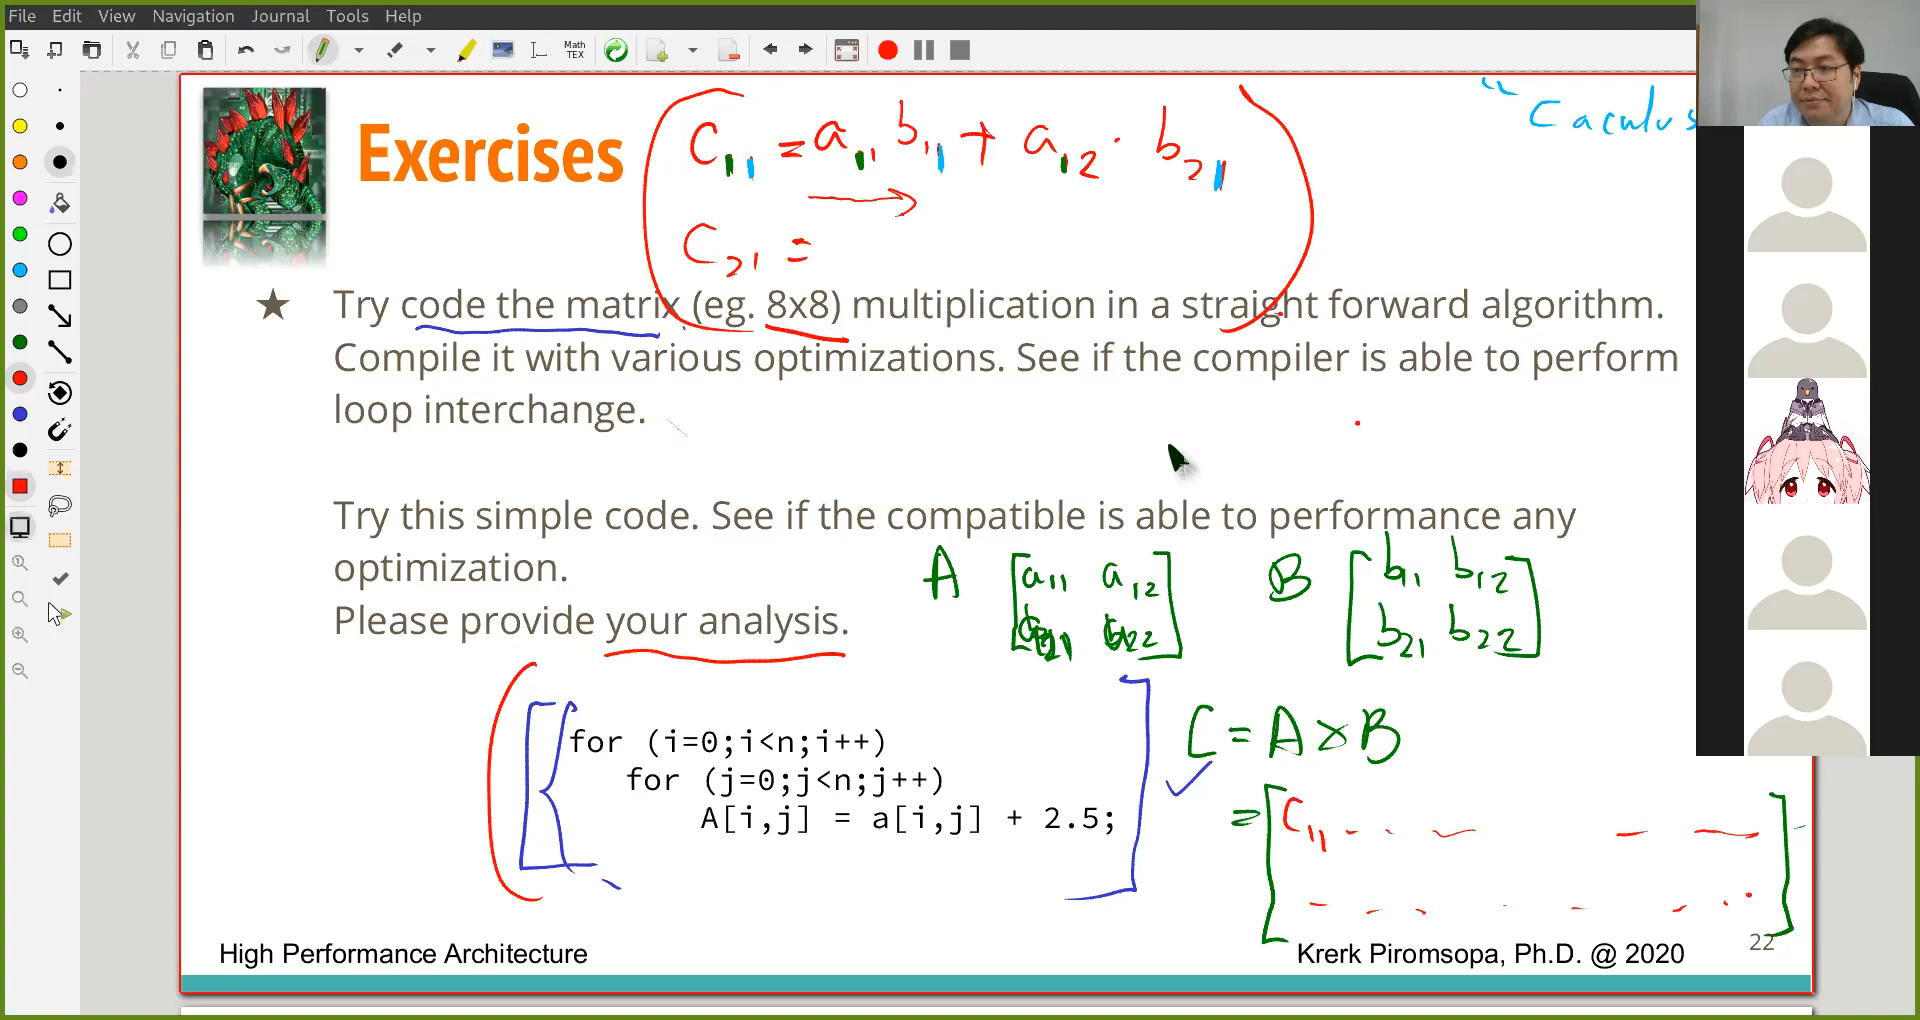 File Edit View Navigation Journal Tools Help
Math
TEX
" Caculus
Exercises
C11 = a11 b11 + a12 · b21
C21 =
★ Try code the matrix (eg. 8x8) multiplication in a straight forward algorithm.
Compile it with various optimizations. See if the compiler is able to perform
loop interchange.
Try this simple code. See if the compatible is able to performance any
optimization.
Please provide your analysis.
A [a11 a12
B [b11 b12
b21 b22]
for (i=0;i<n;i++)
for (j=0;j<n;j++)
A[i,j] = a[i,j] + 2.5;
C = A × B
= [C11
High Performance Architecture
Krerk Piromsopa, Ph.D. @ 2020
22